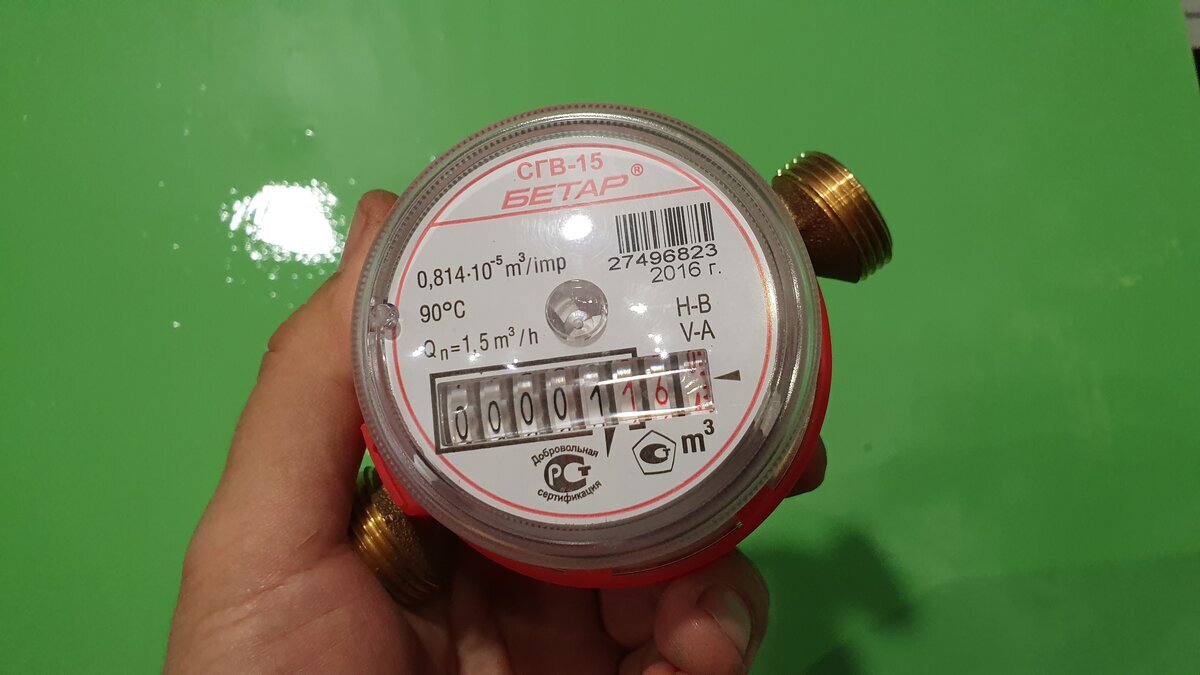 СГВ-15
БЕТАР®
27496823
2016 г.
0,814·10⁻⁵ m³/imp
90°C
H-B
V-A
Qn=1,5 m³/h
0000116
m³
Добровольная
РСт
сертификация